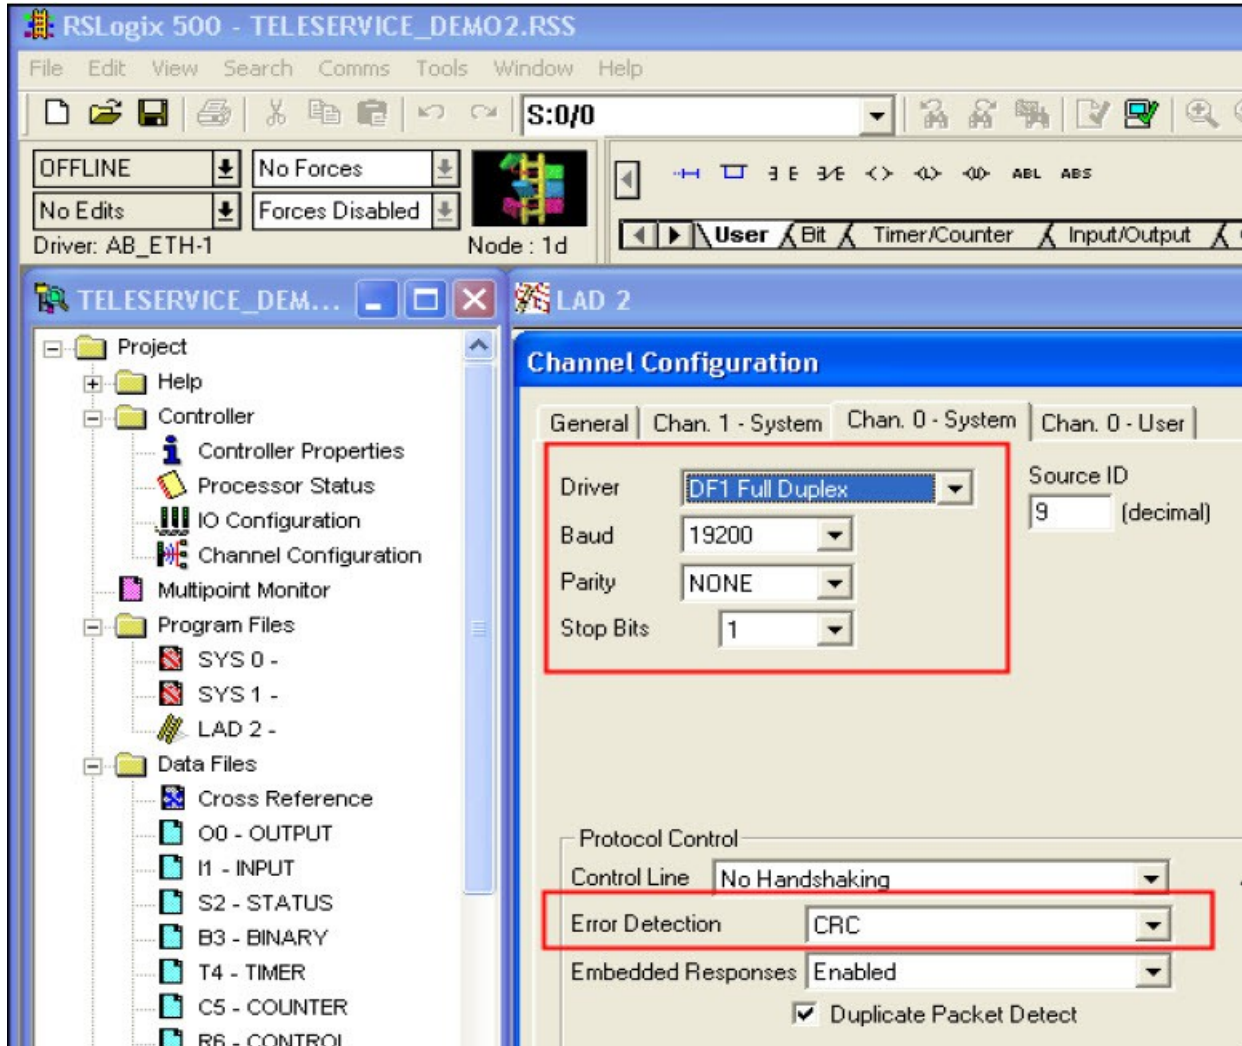 RSLogix 500 - TELESERVICE_DEMO2.RSS
File Edit View Search Comms Tools Window Help
S:0/0
OFFLINE No Forces
No Edits Forces Disabled
Driver: AB_ETH-1 Node : 1d
ABL ABS
User Bit Timer/Counter Input/Output
TELESERVICE_DEM...
Project
Help
Controller
Controller Properties
Processor Status
IO Configuration
Channel Configuration
Multipoint Monitor
Program Files
SYS 0 -
SYS 1 -
LAD 2 -
Data Files
Cross Reference
O0 - OUTPUT
I1 - INPUT
S2 - STATUS
B3 - BINARY
T4 - TIMER
C5 - COUNTER
R6 - CONTROL
LAD 2
Channel Configuration
General Chan. 1 - System Chan. 0 - System Chan. 0 - User
Driver DF1 Full Duplex
Baud 19200
Parity NONE
Stop Bits 1
Source ID
9 (decimal)
Protocol Control
Control Line No Handshaking
Error Detection CRC
Embedded Responses Enabled
Duplicate Packet Detect